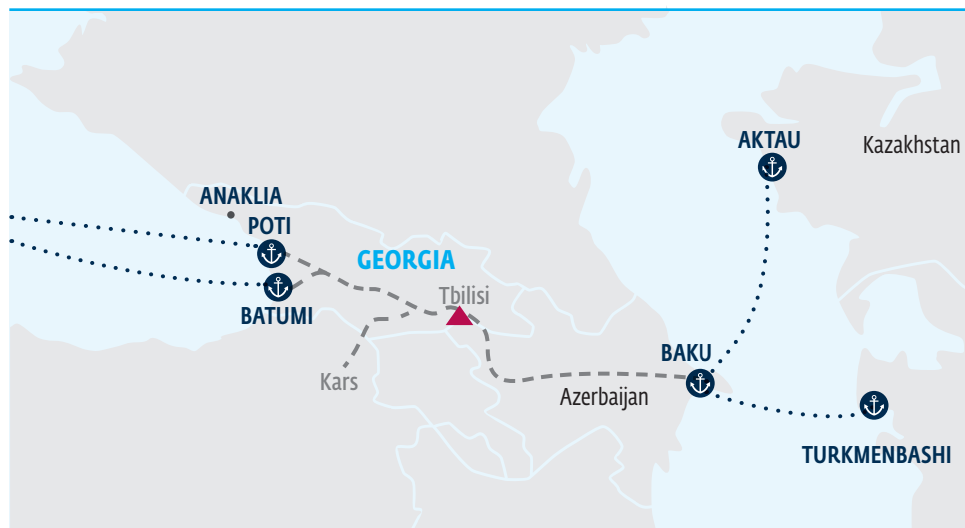 AKTAU
Kazakhstan
ANAKLIA
POTI
GEORGIA
Tbilisi
BATUMI
BAKU
Kars
Azerbaijan
TURKMENBASHI